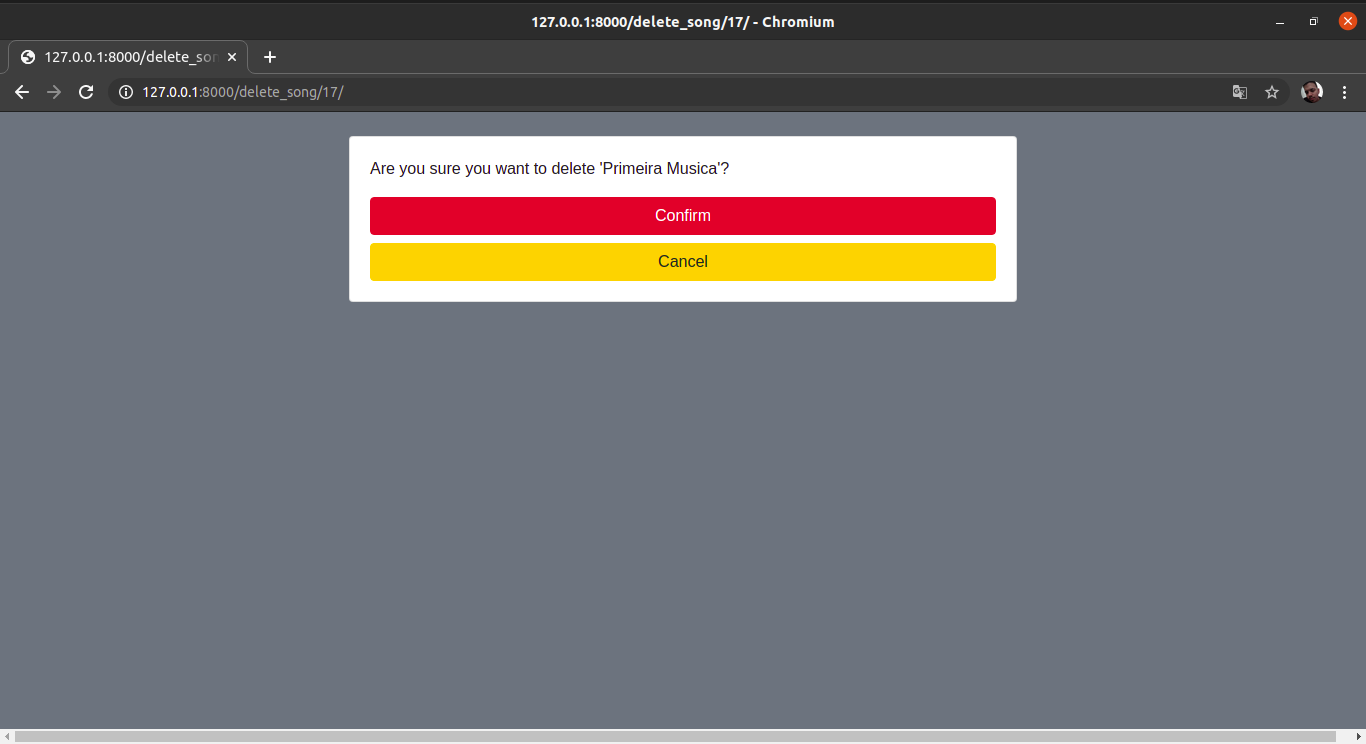 127.0.0.1:8000/delete_song/17/ - Chromium
127.0.0.1:8000/delete_son
127.0.0.1:8000/delete_song/17/
Are you sure you want to delete 'Primeira Musica'?
Confirm
Cancel